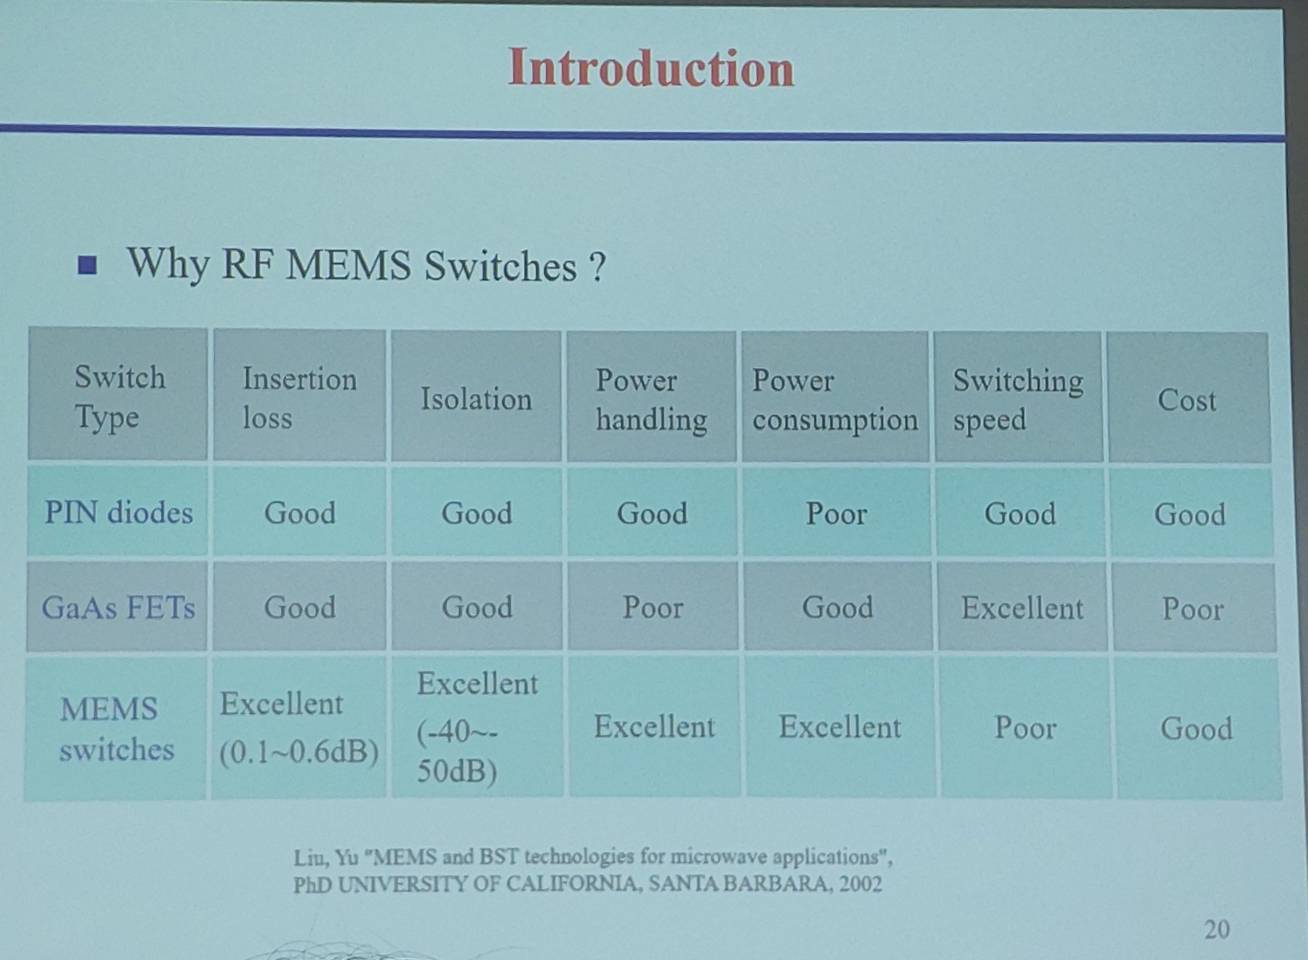 Introduction
Why RF MEMS Switches ?
Switch
Type
Insertion
loss
Isolation
Power
handling
Power
consumption
Switching
speed
Cost
PIN diodes
Good
Good
Good
Poor
Good
Good
GaAs FETs
Good
Good
Poor
Good
Excellent
Poor
MEMS
switches
Excellent
(0.1~0.6dB)
Excellent
(-40~-
50dB)
Excellent
Excellent
Poor
Good
Liu, Yu "MEMS and BST technologies for microwave applications",
PhD UNIVERSITY OF CALIFORNIA, SANTA BARBARA, 2002
20